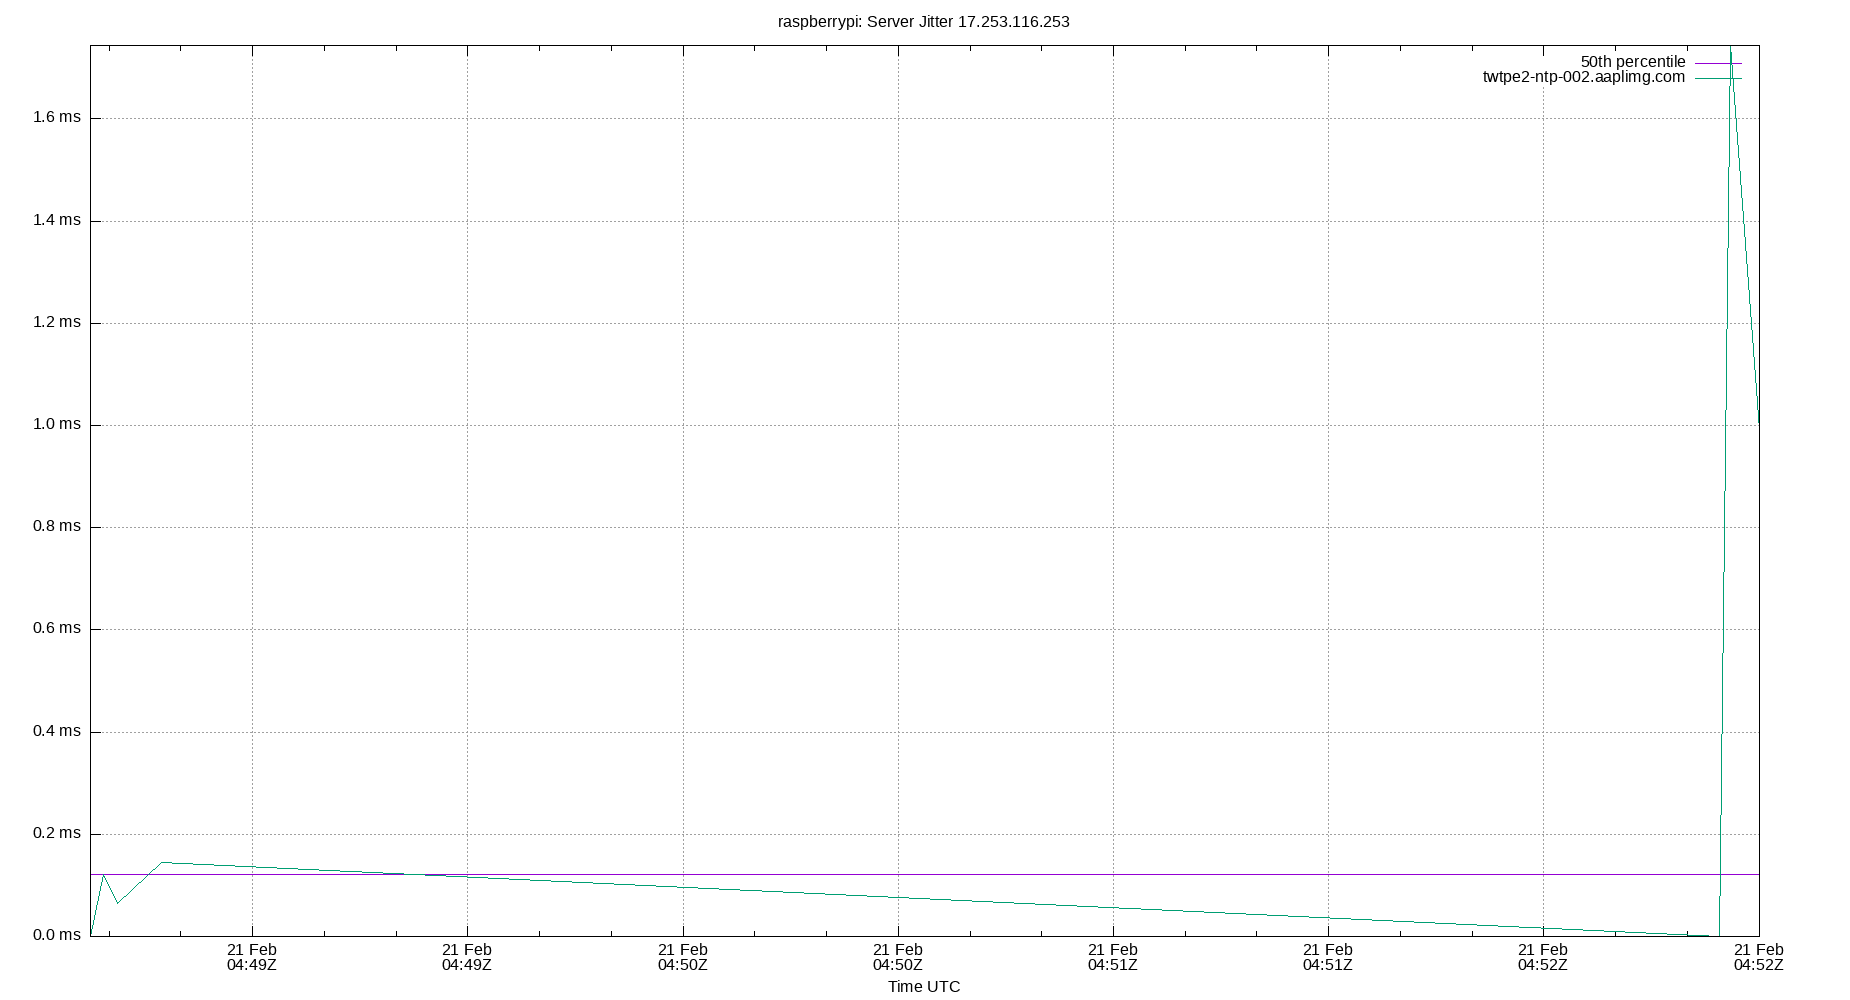 raspberrypi: Server Jitter 17.253.116.253
50th percentile
twtpe2-ntp-002.aaplimg.com
1.6 ms
1.4 ms
1.2 ms
1.0 ms
0.8 ms
0.6 ms
0.4 ms
0.2 ms
0.0 ms
21 Feb 21 Feb 21 Feb 21 Feb 21 Feb 21 Feb 21 Feb 21 Feb
04:49Z 04:49Z 04:50Z 04:50Z 04:51Z 04:51Z 04:52Z 04:52Z
Time UTC